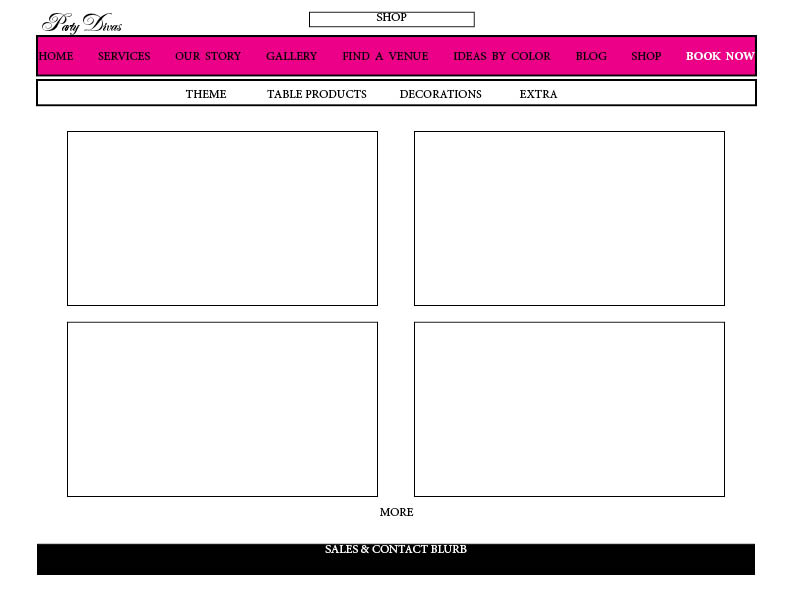 Party Divas
SHOP
HOME SERVICES OUR STORY GALLERY FIND A VENUE IDEAS BY COLOR BLOG SHOP BOOK NOW
THEME TABLE PRODUCTS DECORATIONS EXTRA
MORE
SALES & CONTACT BLURB